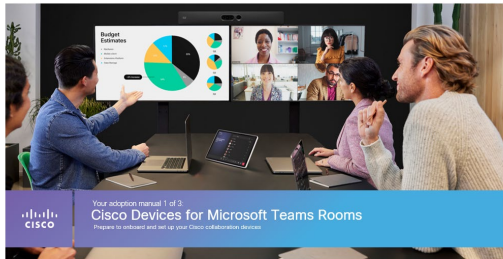 Budget
Estimates
Your adoption manual 1 of 3:
Cisco Devices for Microsoft Teams Rooms
Prepare to onboard and set up your Cisco collaboration devices
CISCO